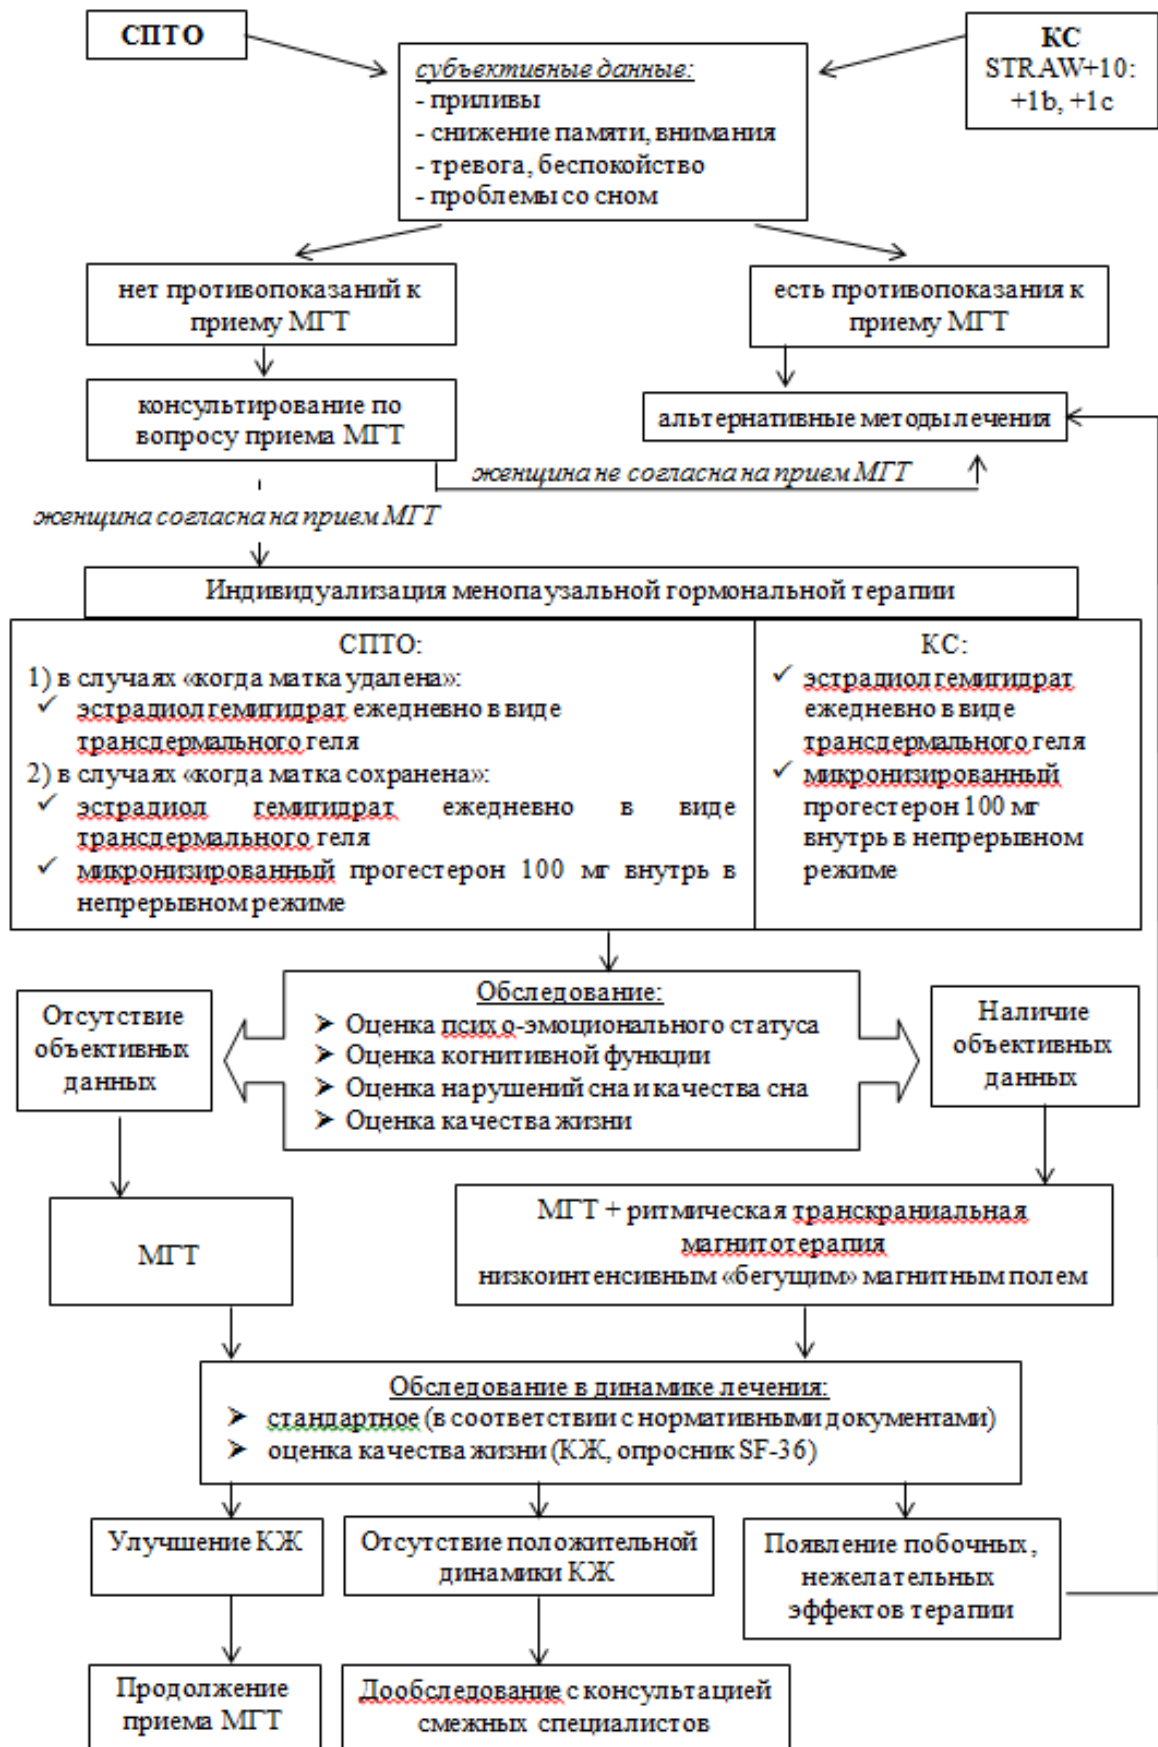 СПТО
КС
STRAW+10:
+1b, +1c
субъективные данные:
- приливы
- снижение памяти, внимания
- тревога, беспокойство
- проблемы со сном
нет противопоказаний к
приему МГТ
есть противопоказания к
приему МГТ
консультирование по
вопросу приема МГТ
альтернативные методы лечения
женщина не согласна на прием МГТ
женщина согласна на прием МГТ
Индивидуализация менопаузальной гормональной терапии
СПТО:
1) в случаях «когда матка удалена»:
✓ эстрадиол гемигидрат ежедневно в виде
трансдермального геля
2) в случаях «когда матка сохранена»:
✓ эстрадиол гемигидрат ежедневно в виде
трансдермального геля
✓ микронизированный прогестерон 100 мг внутрь в
непрерывном режиме
КС:
✓ эстрадиол гемигидрат
ежедневно в виде
трансдермального геля
✓ микронизированный
прогестерон 100 мг
внутрь в непрерывном
режиме
Обследование:
➢ Оценка психо-эмоционального статуса
➢ Оценка когнитивной функции
➢ Оценка нарушений сна и качества сна
➢ Оценка качества жизни
Отсутствие
объективных
данных
Наличие
объективных
данных
МГТ
МГТ + ритмическая транскраниальная
магнитотерапия
низкоинтенсивным «бегущим» магнитным полем
Обследование в динамике лечения:
➢ стандартное (в соответствии с нормативными документами)
➢ оценка качества жизни (КЖ, опросник SF-36)
Улучшение КЖ
Отсутствие положительной
динамики КЖ
Появление побочных,
нежелательных
эффектов терапии
Продолжение
приема МГТ
Дообследование с консультацией
смежных специалистов